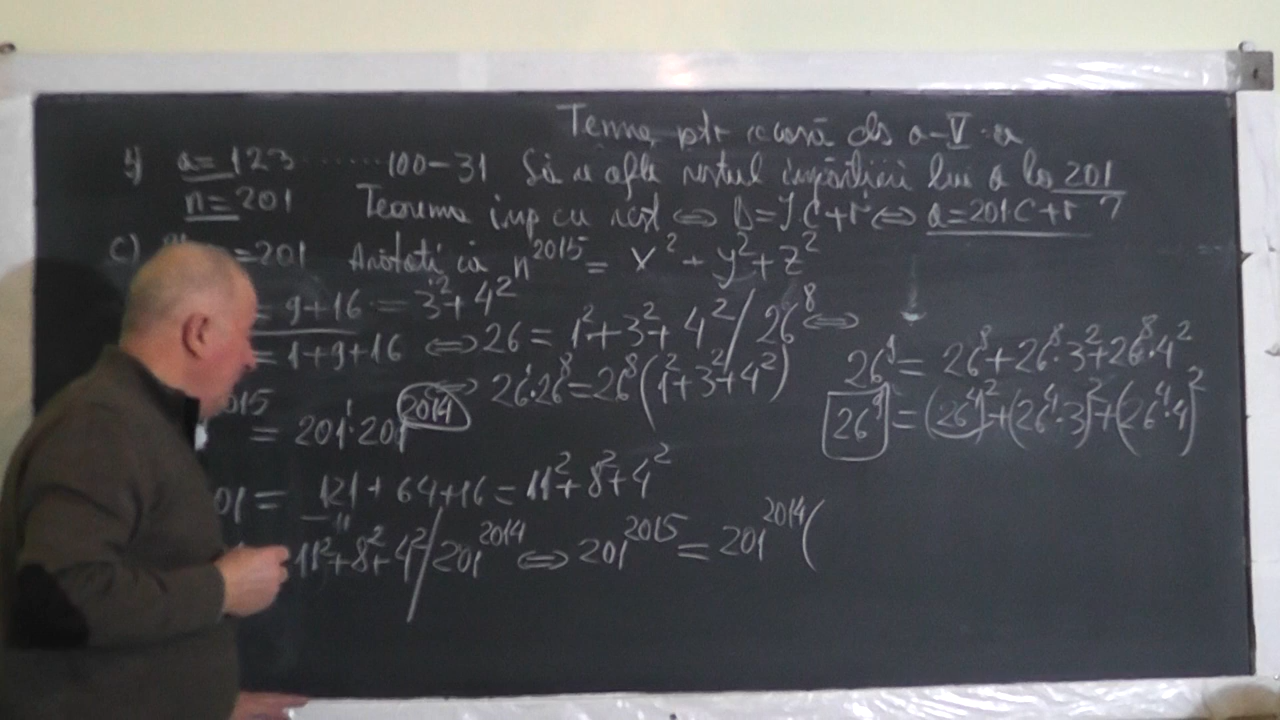 Tema ptr acasă cls a-V-a
a=123.......100-31 Să se afle restul împărțirii lui a la 201
n=201 Teorema imp cu rest ⇔ D=Î.C+r ⇔ a=201C+r ?
c) =201 Arătați că n^2015 = x^2+y^2+z^2
= 9+16 = 3^2+4^2
= 1+9+16 ⇔ 26 = 1^2+3^2+4^2 / 26^8 ⇔
⇔ 26^1·26^8=26^8(1^2+3^2+4^2)
26^9 = 26^8+26^8·3^2+26^8·4^2
26^9 = (26^4)^2+(26^4·3)^2+(26^4·4)^2
= 201^1·201^2014
01 = 121+64+16=11^2+8^2+4^2
11^2+8^2+4^2 / 201^2014 ⇔ 201^2015 = 201^2014(